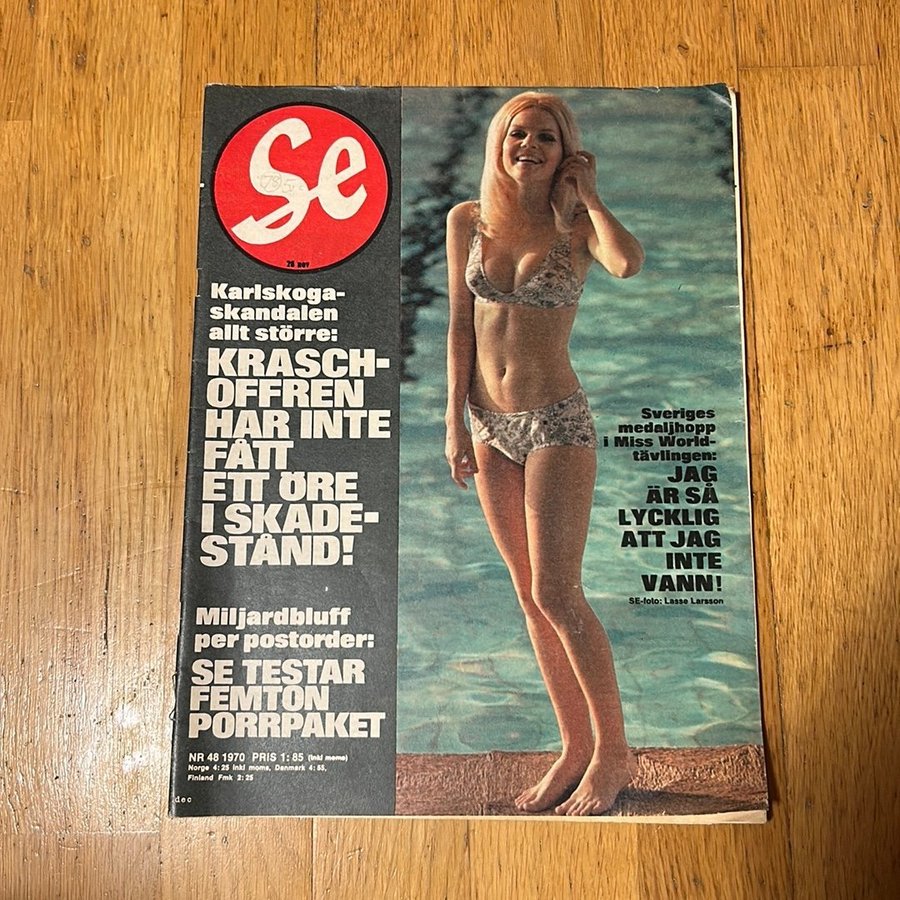 Se
26 nov
Karlskoga-
skandalen
allt större:
KRASCH-
OFFREN
HAR INTE
FÅTT
ETT ÖRE
I SKADE-
STÅND!
Miljardbluff
per postorder:
SE TESTAR
FEMTON
PORRPAKET
NR 48 1970 PRIS 1:85 (inkl moms)
Norge 4:25 inkl moms, Danmark 4:55,
Finland Fmk 2:25
dec
Sveriges
medaljhopp
i Miss World-
tävlingen:
JAG
ÄR SÅ
LYCKLIG
ATT JAG
INTE
VANN!
SE-foto: Lasse Larsson